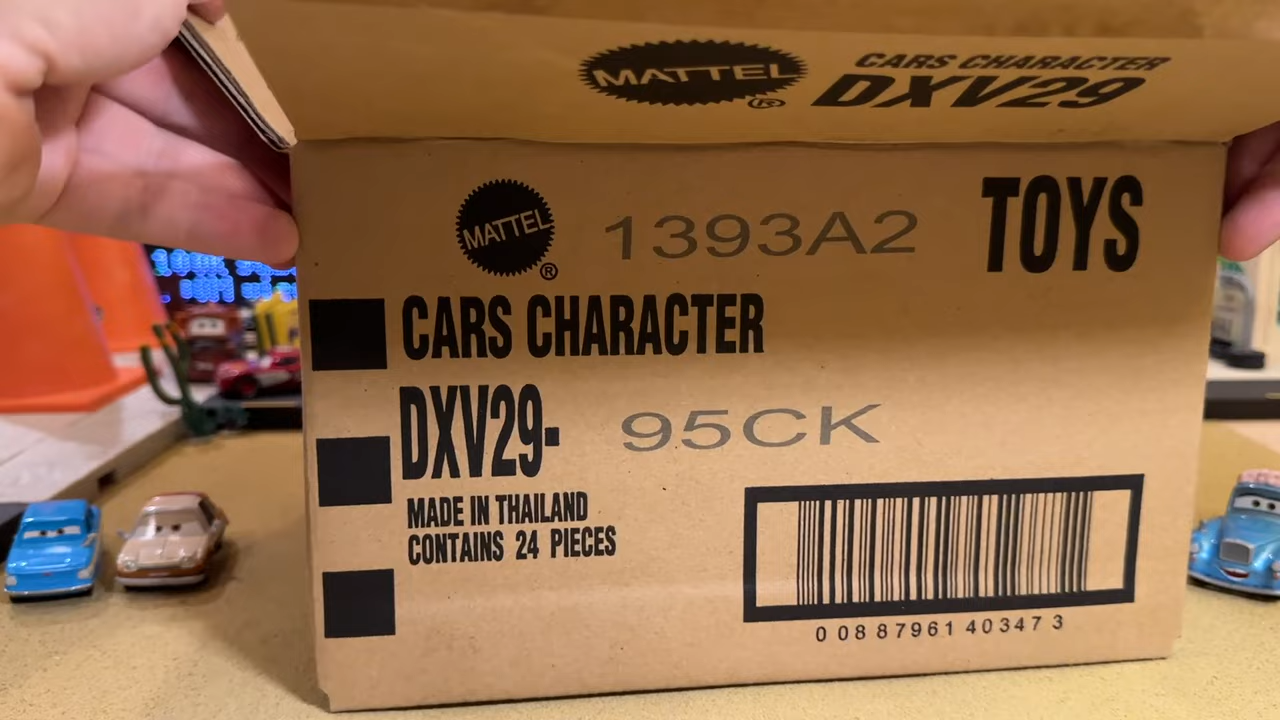 MATTEL ®
CARS CHARACTER
DXV29
MATTEL ®
1393A2
TOYS
CARS CHARACTER
DXV29- 95CK
MADE IN THAILAND
CONTAINS 24 PIECES
0 08 87961 40347 3